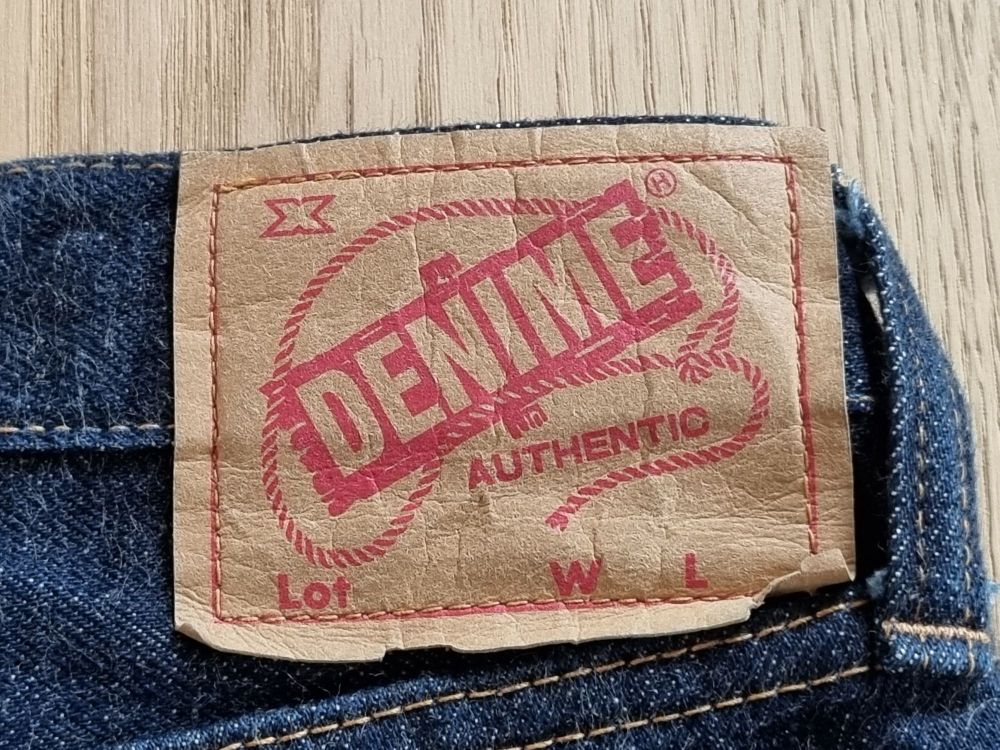 X
DENIME Ⓗ
AUTHENTIC
Lot W L